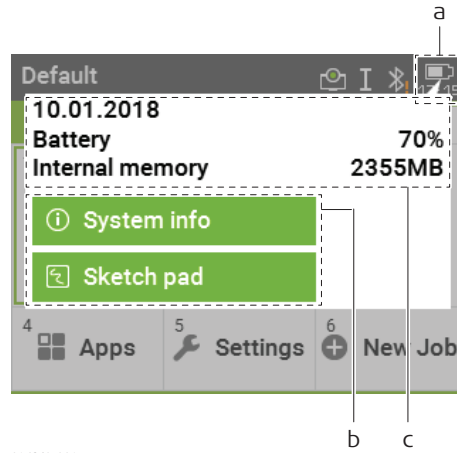 a
Default
10.01.2018
Battery 70%
Internal memory 2355MB
System info
Sketch pad
4 Apps 5 Settings 6 New Job
b c